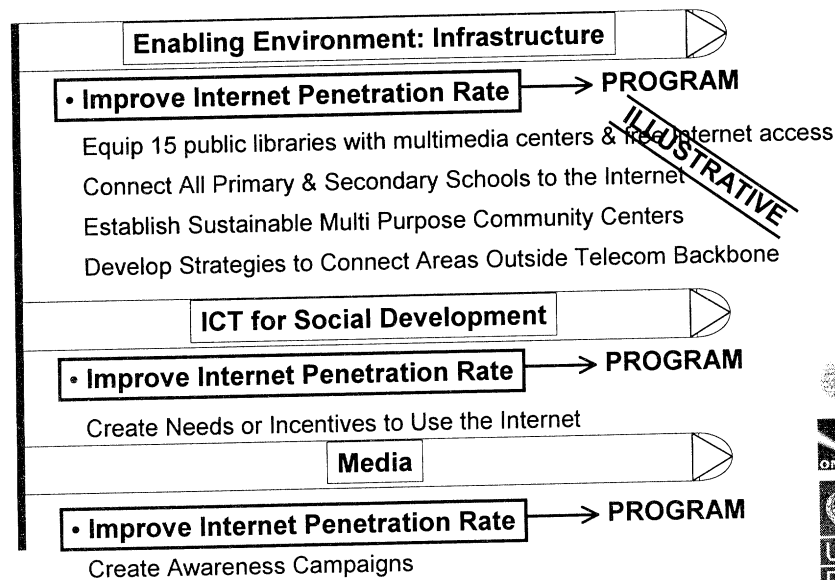 Enabling Environment: Infrastructure
• Improve Internet Penetration Rate
PROGRAM
ILLUSTRATIVE
Equip 15 public libraries with multimedia centers & free Internet access
Connect All Primary & Secondary Schools to the Internet
Establish Sustainable Multi Purpose Community Centers
Develop Strategies to Connect Areas Outside Telecom Backbone
ICT for Social Development
• Improve Internet Penetration Rate
PROGRAM
Create Needs or Incentives to Use the Internet
Media
• Improve Internet Penetration Rate
PROGRAM
Create Awareness Campaigns